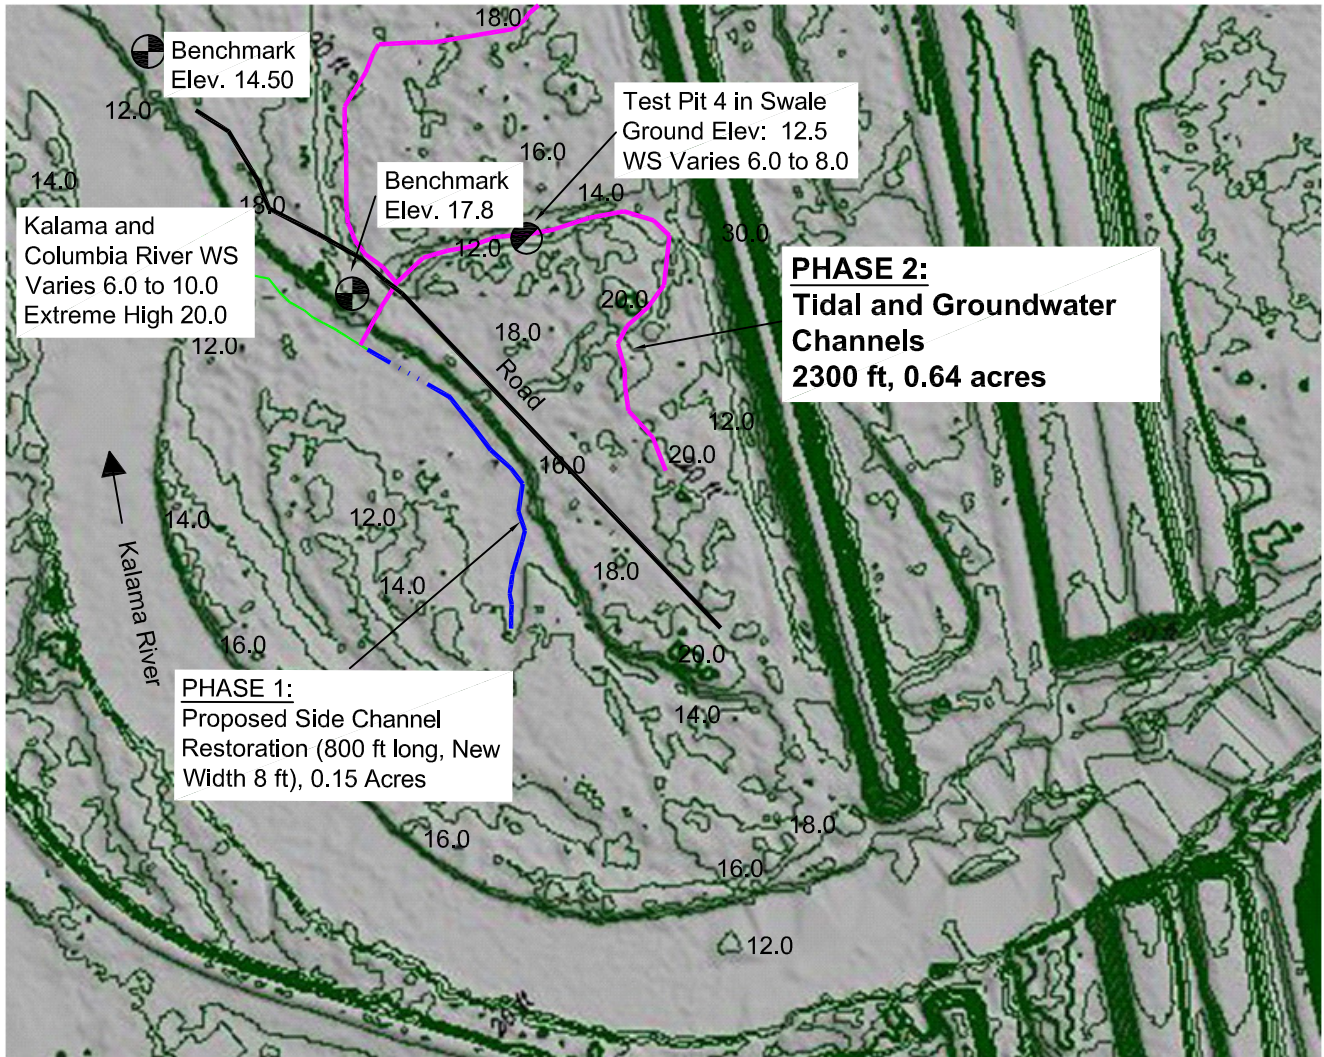 18.0
Benchmark
Elev. 14.50
12.0
Test Pit 4 in Swale
Ground Elev: 12.5
WS Varies 6.0 to 8.0
16.0
14.0
Benchmark
Elev. 17.8
14.0
18.0
Kalama and
Columbia River WS
Varies 6.0 to 10.0
Extreme High 20.0
12.0
30.0
PHASE 2:
Tidal and Groundwater
Channels
2300 ft, 0.64 acres
20.0
18.0
12.0
Road
12.0
20.0
16.0
14.0
12.0
Kalama River
14.0
18.0
16.0
20.0
PHASE 1:
Proposed Side Channel
Restoration (800 ft long, New
Width 8 ft), 0.15 Acres
14.0
16.0
18.0
16.0
12.0